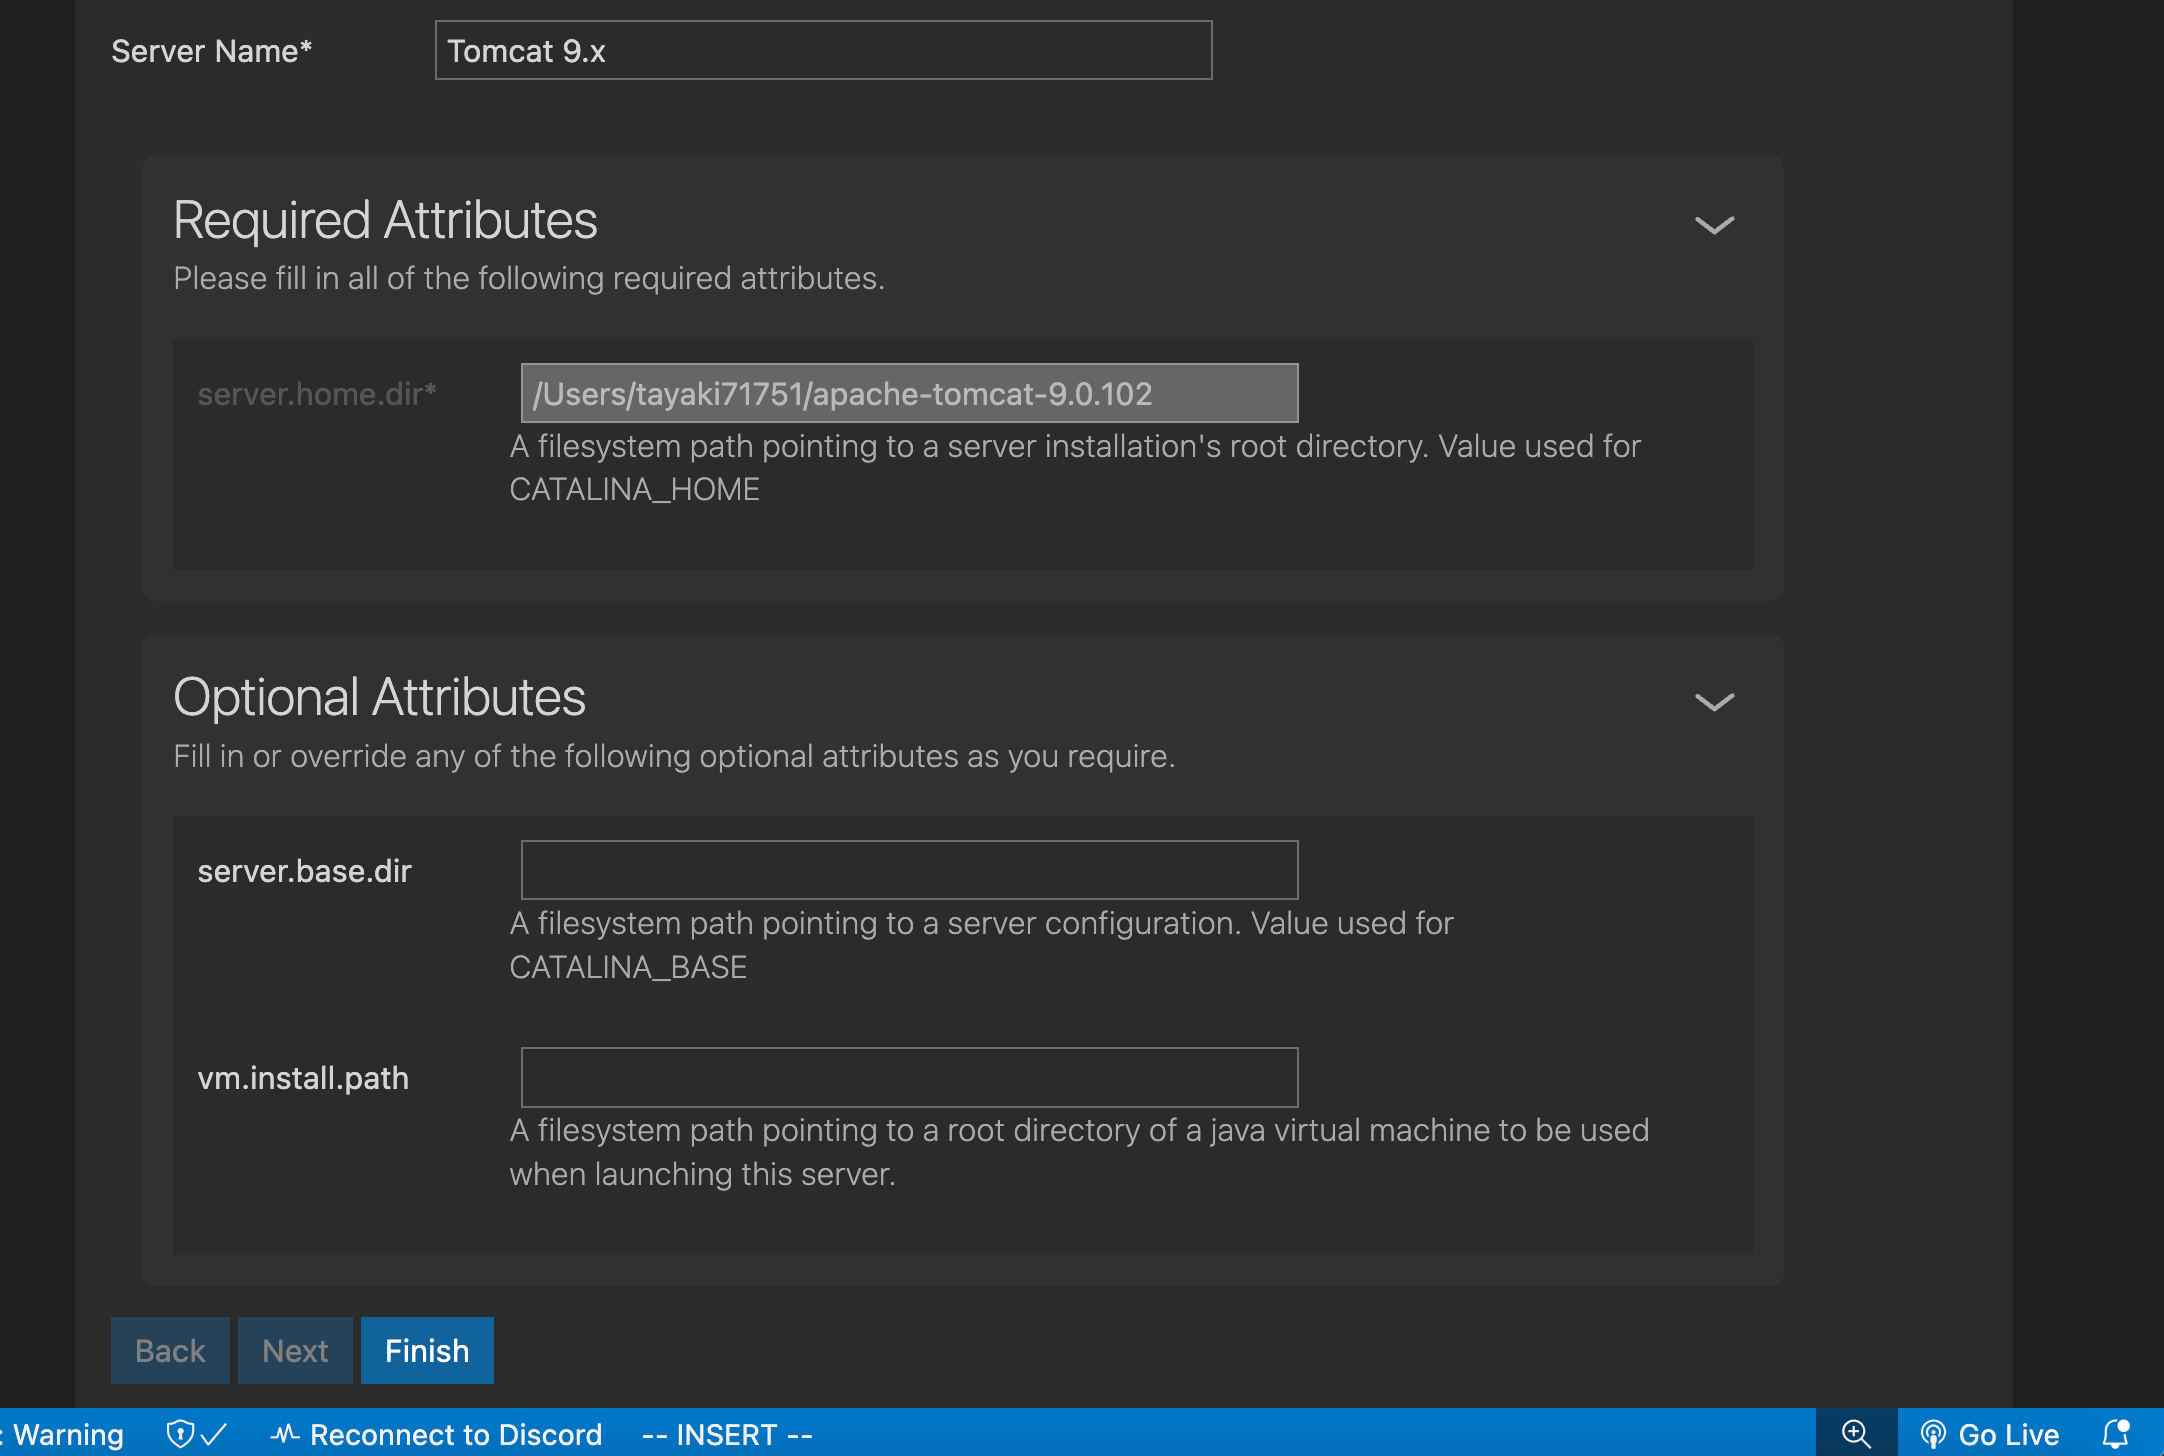 Server Name*
Tomcat 9.x
Required Attributes
Please fill in all of the following required attributes.
server.home.dir*
/Users/tayaki71751/apache-tomcat-9.0.102
A filesystem path pointing to a server installation's root directory. Value used for
CATALINA_HOME
Optional Attributes
Fill in or override any of the following optional attributes as you require.
server.base.dir
A filesystem path pointing to a server configuration. Value used for
CATALINA_BASE
vm.install.path
A filesystem path pointing to a root directory of a java virtual machine to be used
when launching this server.
Back Next Finish
: Warning Reconnect to Discord -- INSERT -- Go Live